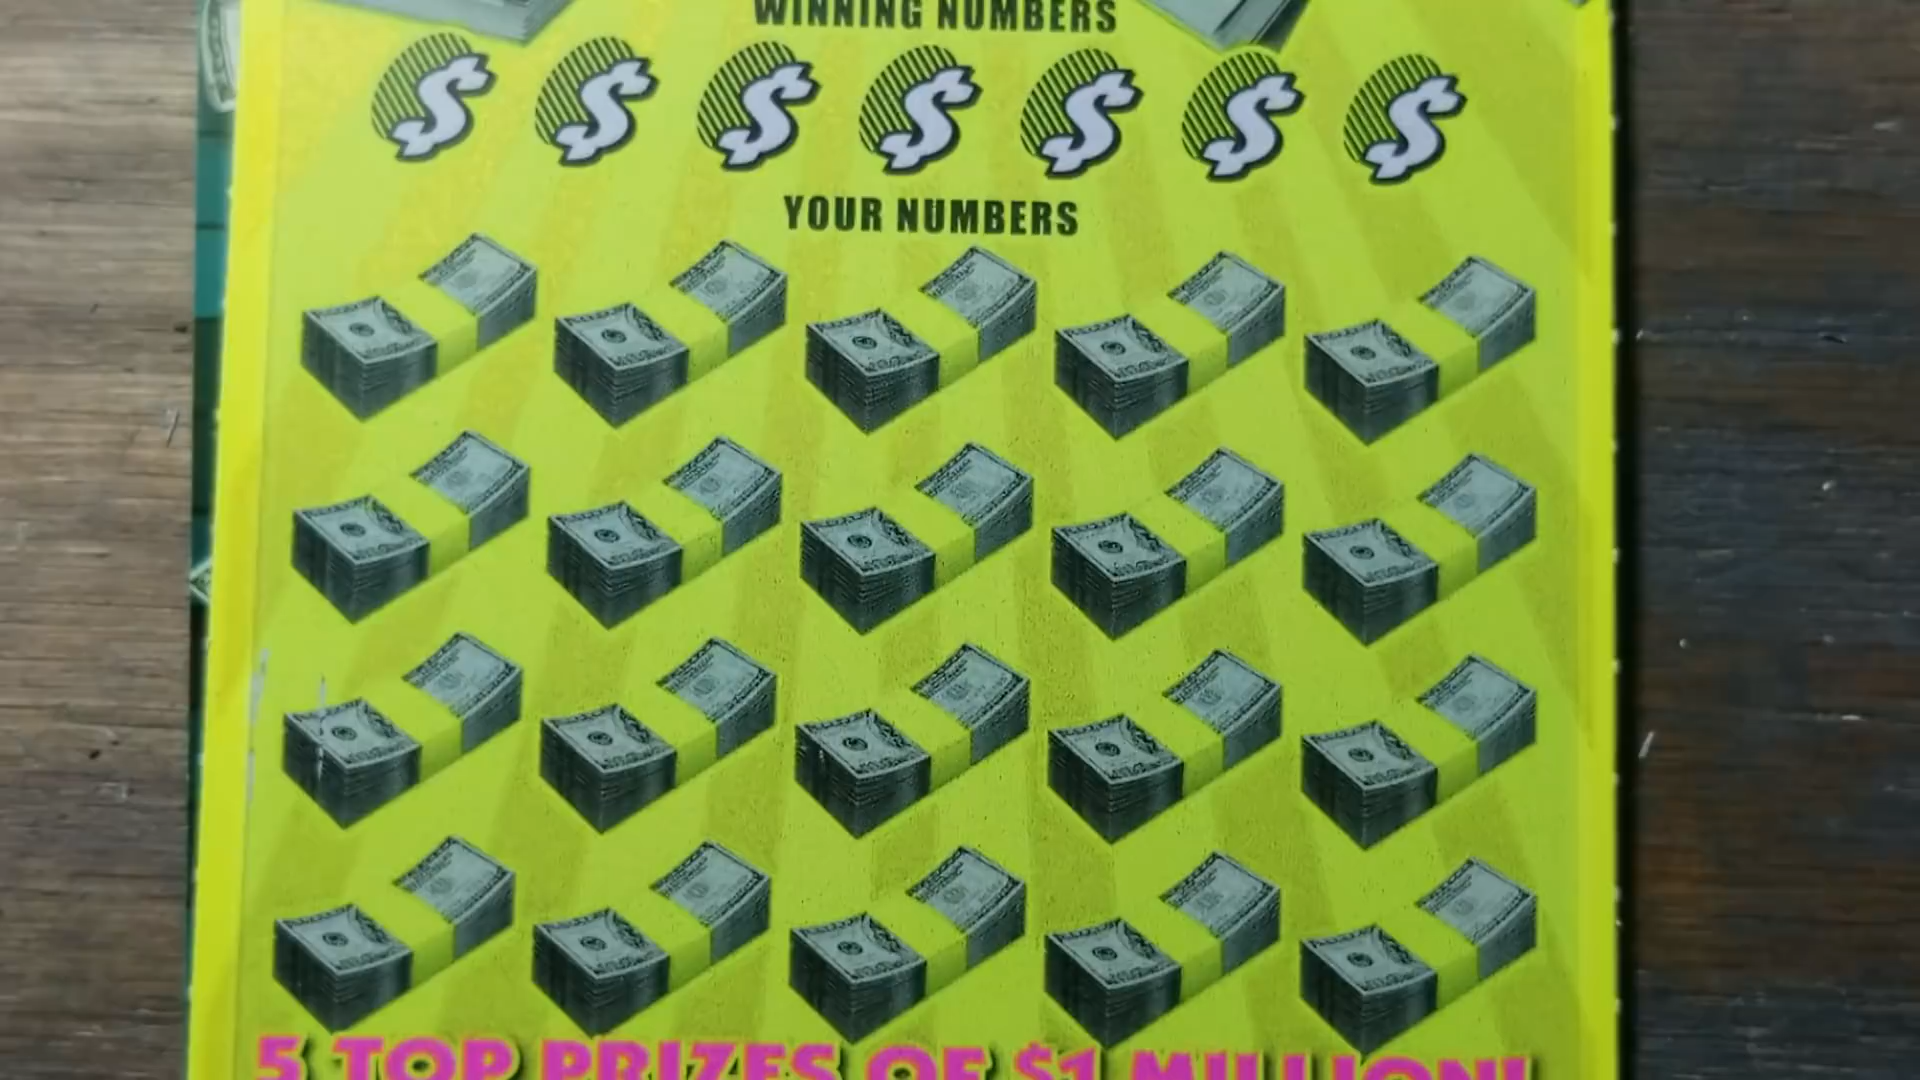 WINNING NUMBERS
$ $ $ $ $ $ $
YOUR NUMBERS
5 TOP PRIZES OF $1 MILLION!